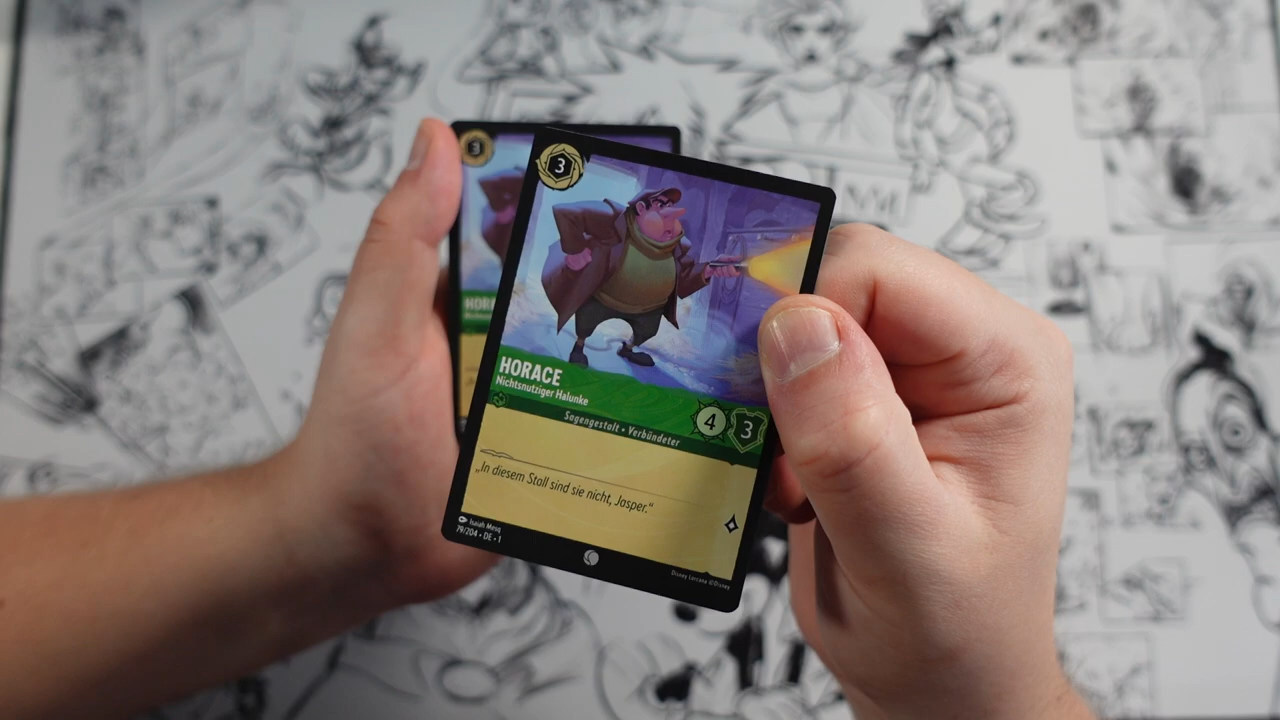 3
3
HORACE
Nichtsnutziger Halunke
4 3
Sagengestalt • Verbündeter
„In diesem Stall sind sie nicht, Jasper.“
Isaiah Mesq
79/204 • DE • 1
Disney Lorcana ©Disney
HORA